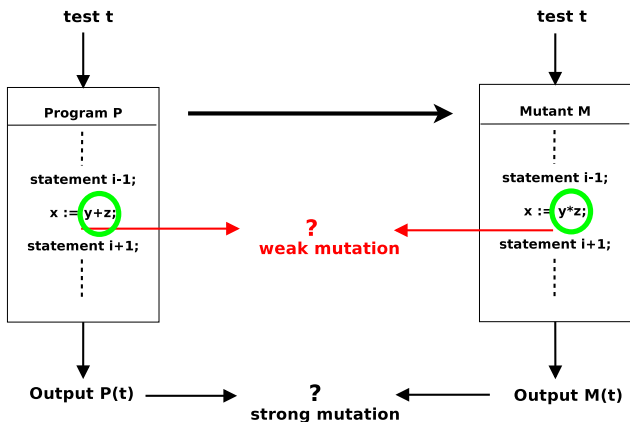 test t
Program P
statement i-1;
x := y+z;
statement i+1;
Output P(t)
?
weak mutation
?
strong mutation
test t
Mutant M
statement i-1;
x := y*z;
statement i+1;
Output M(t)